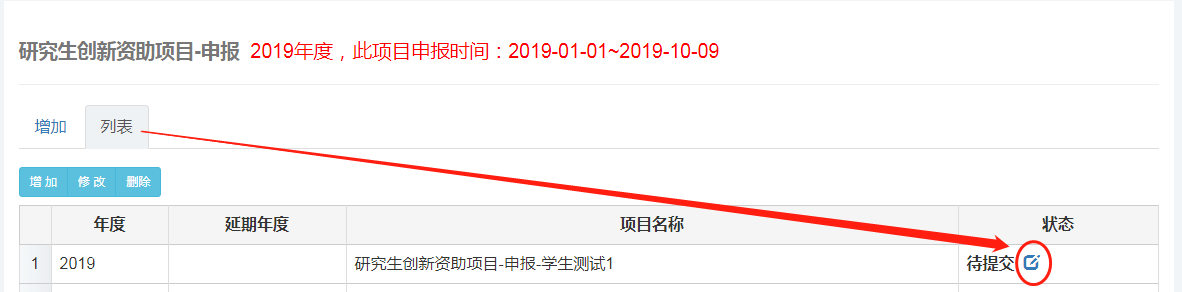 研究生创新资助项目-申报 2019年度，此项目申报时间：2019-01-01~2019-10-09
增加 列表
增加 修改 删除
年度 延期年度 项目名称 状态
1 2019 研究生创新资助项目-申报-学生测试1 待提交